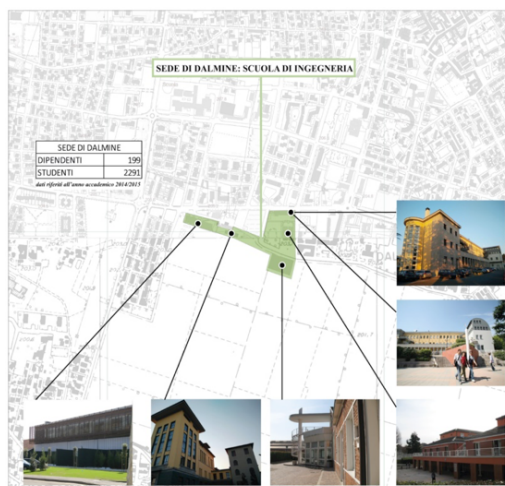 SEDE DI DALMINE: SCUOLA DI INGEGNERIA
SEDE DI DALMINE
DIPENDENTI 199
STUDENTI 2291
dati riferiti all'anno accademico 2014/2015